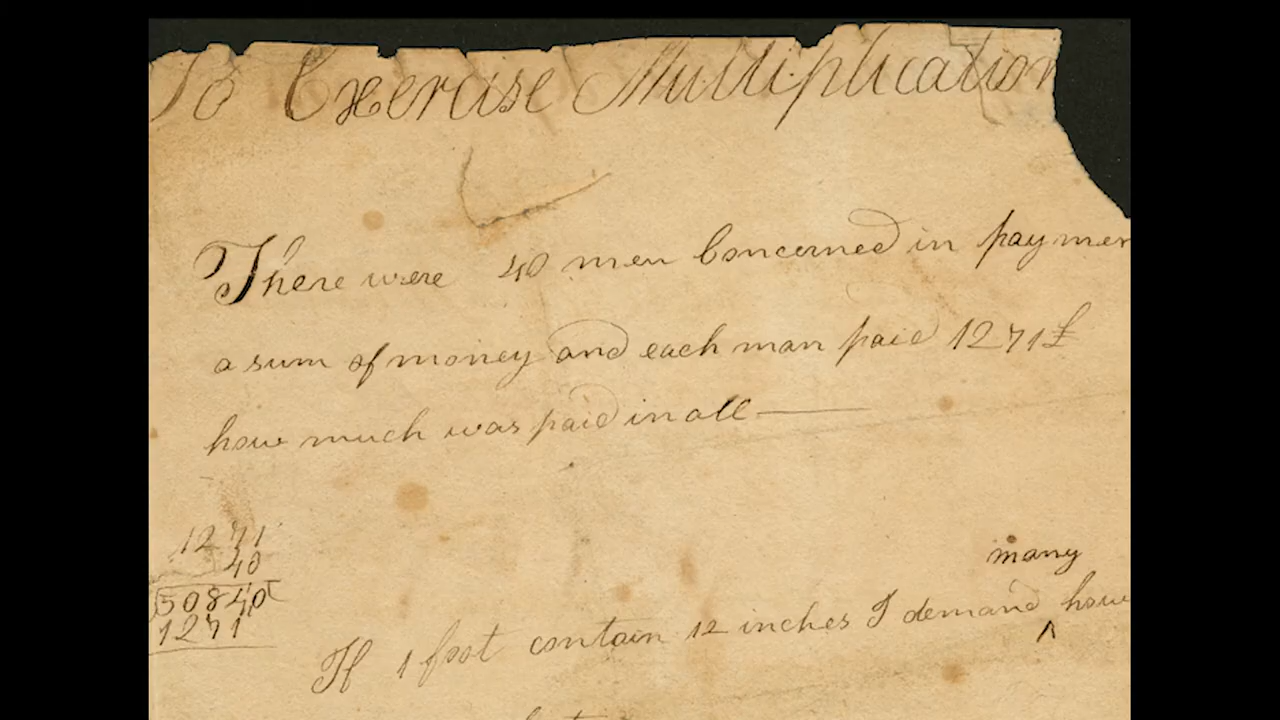 To Exercise Multiplication
There were 40 men Concerned in paymen
a sum of money and each man paid 1271£
how much was paid in all —
1271
40
50840
1271
many
If 1 foot contain 12 inches I demand how
^